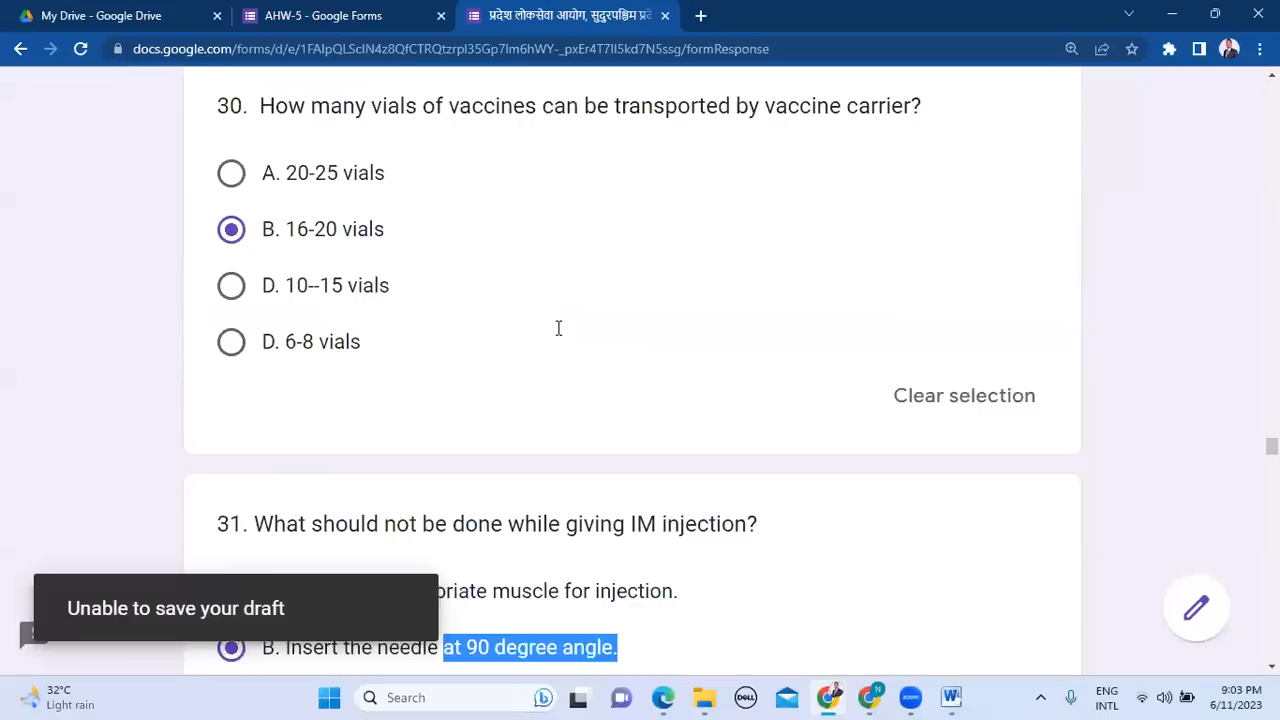 My Drive - Google Drive
AHW-5 - Google Forms
प्रदेश लोकसेवा आयोग, सुदुरपश्चिम प्रदे
docs.google.com/forms/d/e/1FAIpQLScIN4z8QfCTRQtzrpI35Gp7Im6hWY-_pxEr4T7II5kd7N5ssg/formResponse
30. How many vials of vaccines can be transported by vaccine carrier?
A. 20-25 vials
B. 16-20 vials
D. 10--15 vials
D. 6-8 vials
Clear selection
31. What should not be done while giving IM injection?
priate muscle for injection.
Unable to save your draft
B. Insert the needle at 90 degree angle.
32°C
Light rain
Search
DELL
zoom
ENG
INTL
9:03 PM
6/11/2023